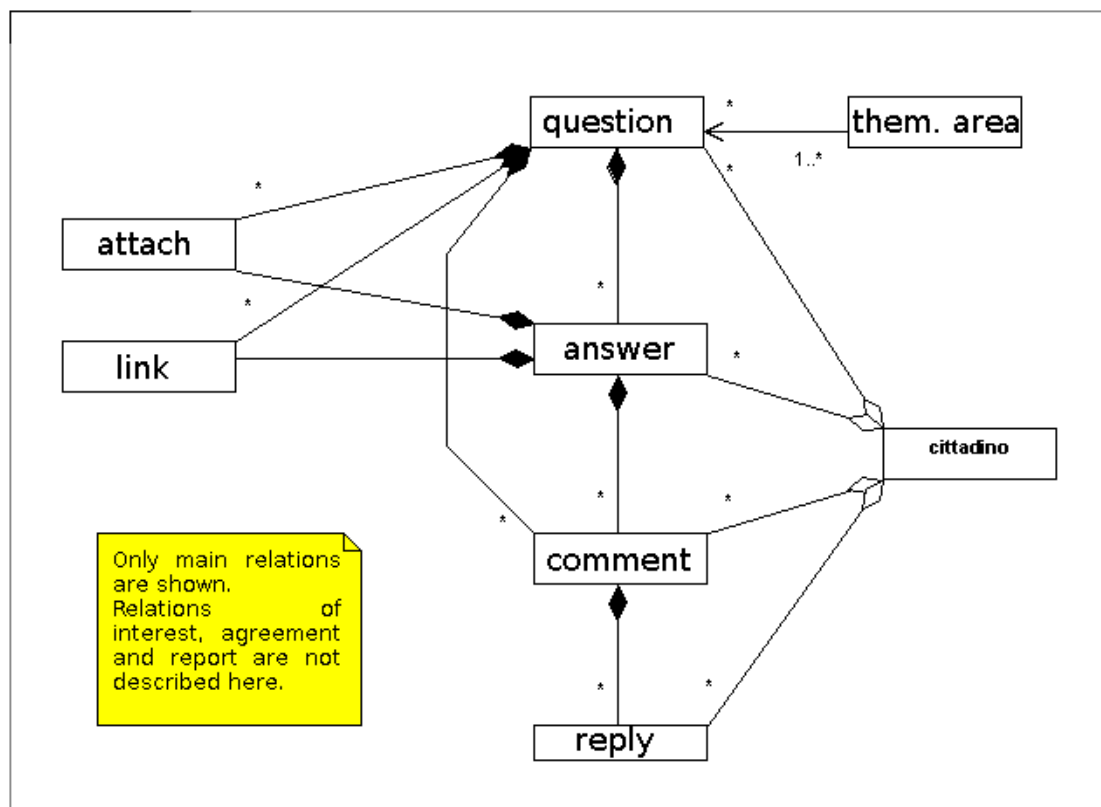 *
question
them. area
1..*
*
*
attach
*
*
answer
link
*
cittadino
*
*
*
comment
Only main relations
are shown.
Relations of
interest, agreement
and report are not
described here.
*
*
reply